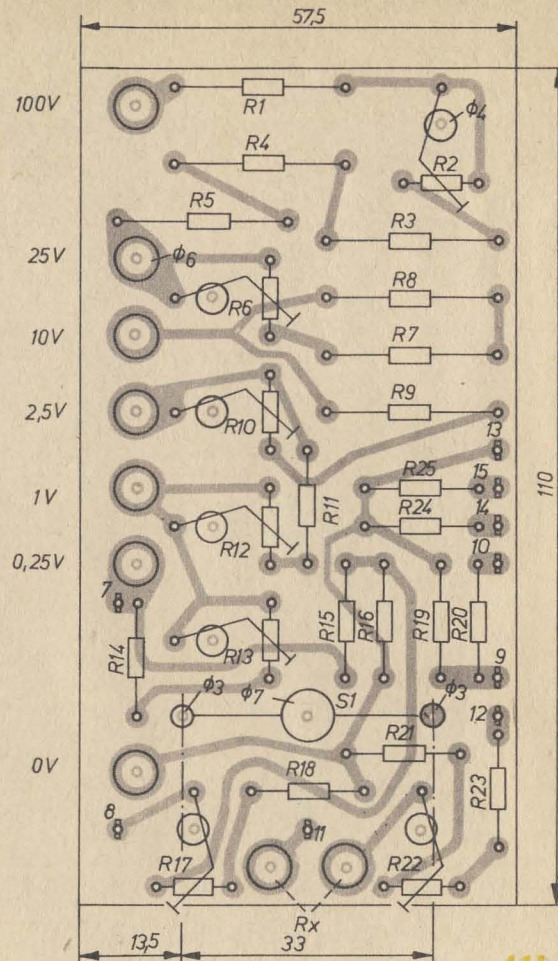 57,5
100V
R1
φ4
R4
R2
R5
R3
25V
φ6
R8
R6
10V
R7
2,5V
R9
R10
13
110
R25
15
1V
R11
R24
14
R12
0,25V
10
7
R14
R15
R16
R19
R20
R13
9
φ3
φ7
S1
φ3
12
R21
0V
R18
R23
8
11
R17
R22
Rx
13,5
33